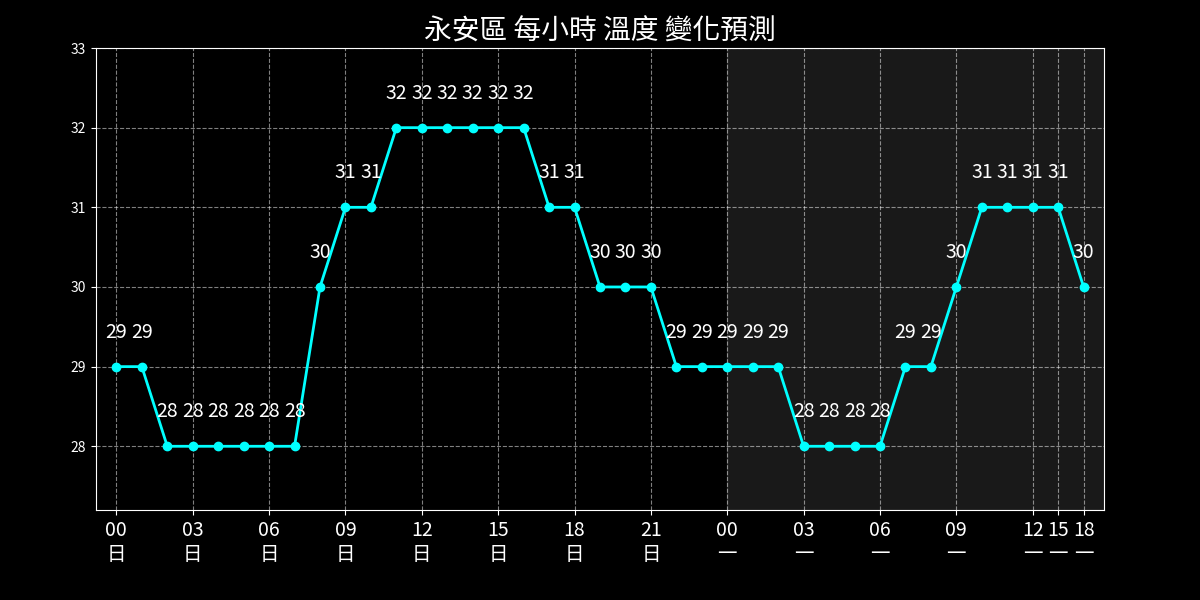 永安區 每小時 溫度 變化預測
33
32 32 32 32 32 32
32
31 31 31 31 31 31 31 31
31
30 30 30 30 30 30
30
29 29 29 29 29 29 29 29 29
29
28 28 28 28 28 28 28 28 28 28
28
00 03 06 09 12 15 18 21 00 03 06 09 12 15 18
日 日 日 日 日 日 日 日 一 一 一 一 一 一 一